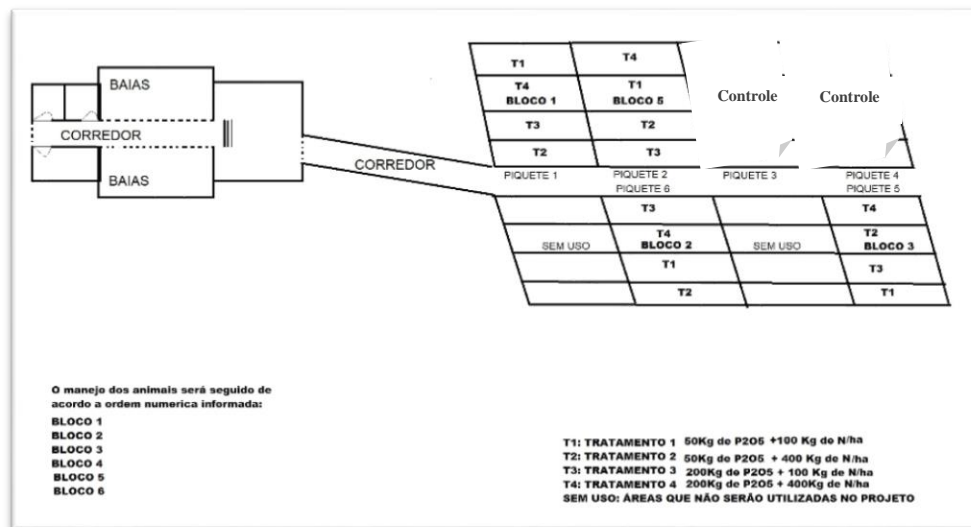 BAIAS
CORREDOR
BAIAS
CORREDOR
T1
T4
BLOCO 1
T3
T2
T4
T1
BLOCO 5
T2
T3
Controle
Controle
PIQUETE 1
PIQUETE 2
PIQUETE 3
PIQUETE 4
PIQUETE 6
PIQUETE 5
SEM USO
T3
T4
BLOCO 2
T1
T2
SEM USO
T4
T2
BLOCO 3
T3
T1
O manejo dos animais será seguido de
acordo a ordem numerica informada:
BLOCO 1
BLOCO 2
BLOCO 3
BLOCO 4
BLOCO 5
BLOCO 6
T1: TRATAMENTO 1 50Kg de P2O5 +100 Kg de N/ha
T2: TRATAMENTO 2 50Kg de P2O5 + 400 Kg de N/ha
T3: TRATAMENTO 3 200Kg de P2O5 + 100 Kg de N/ha
T4: TRATAMENTO 4 200Kg de P2O5 + 400Kg de N/ha
SEM USO: ÁREAS QUE NÃO SERÃO UTILIZADAS NO PROJETO